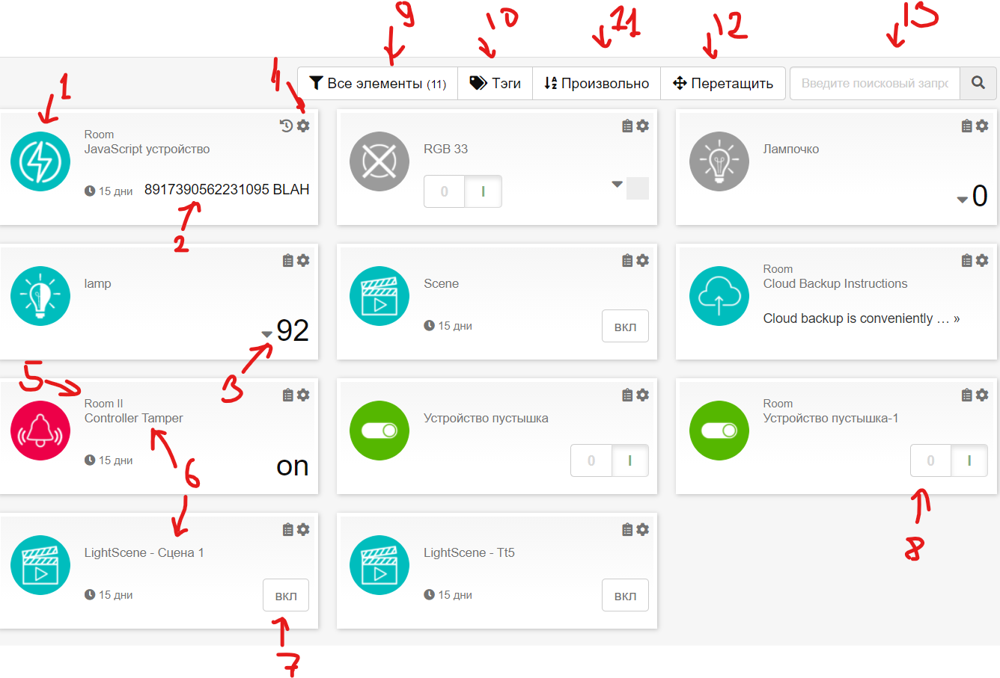 9 10 11 12 13
1 4 Все элементы (11) Тэги Произвольно Перетащить Введите поисковый запрс
Room
JavaScript устройство
15 дни 8917390562231095 BLAH
2
RGB 33
0 I
Лампочко
0
lamp
92
3
Scene
15 дни вкл
Room
Cloud Backup Instructions
Cloud backup is conveniently … »
5
Room II
Controller Tamper
15 дни on
6
Устройство пустышка
0 I
Room
Устройство пустышка-1
0 I
8
LightScene - Сцена 1
15 дни вкл
7
LightScene - Tt5
15 дни вкл